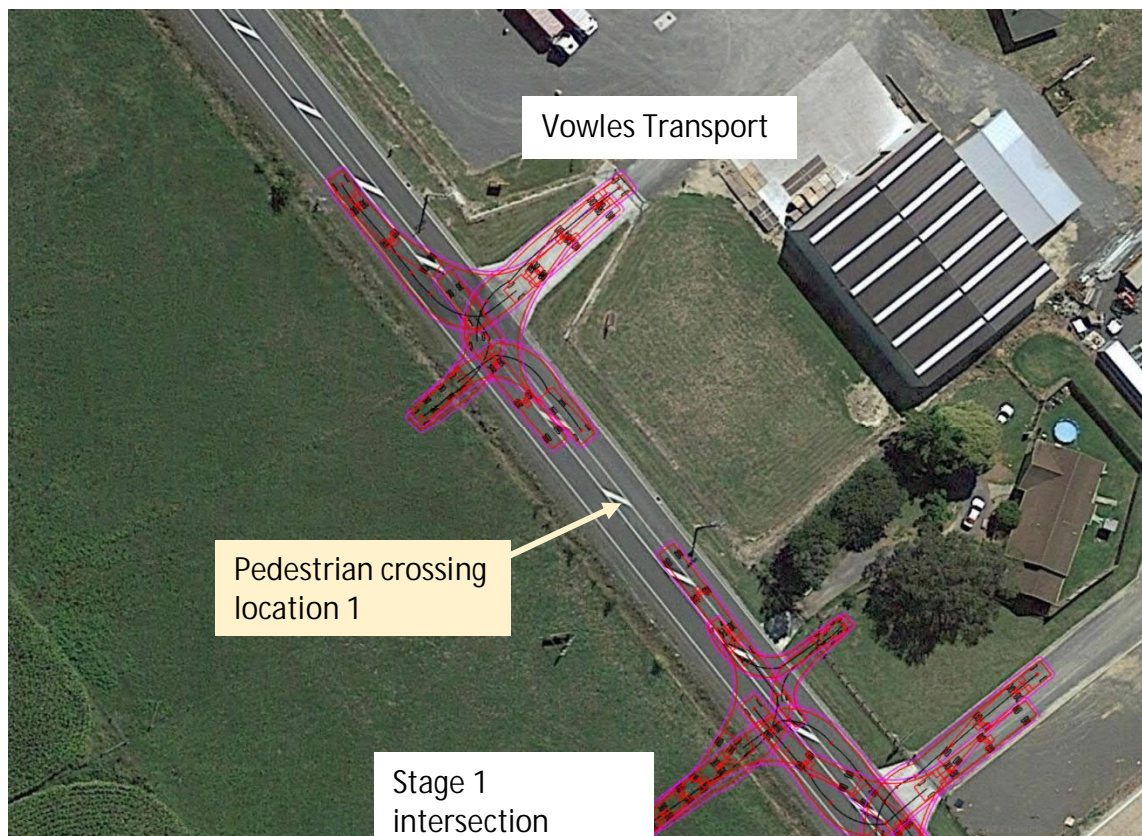 Vowles Transport
Pedestrian crossing
location 1
Stage 1
intersection